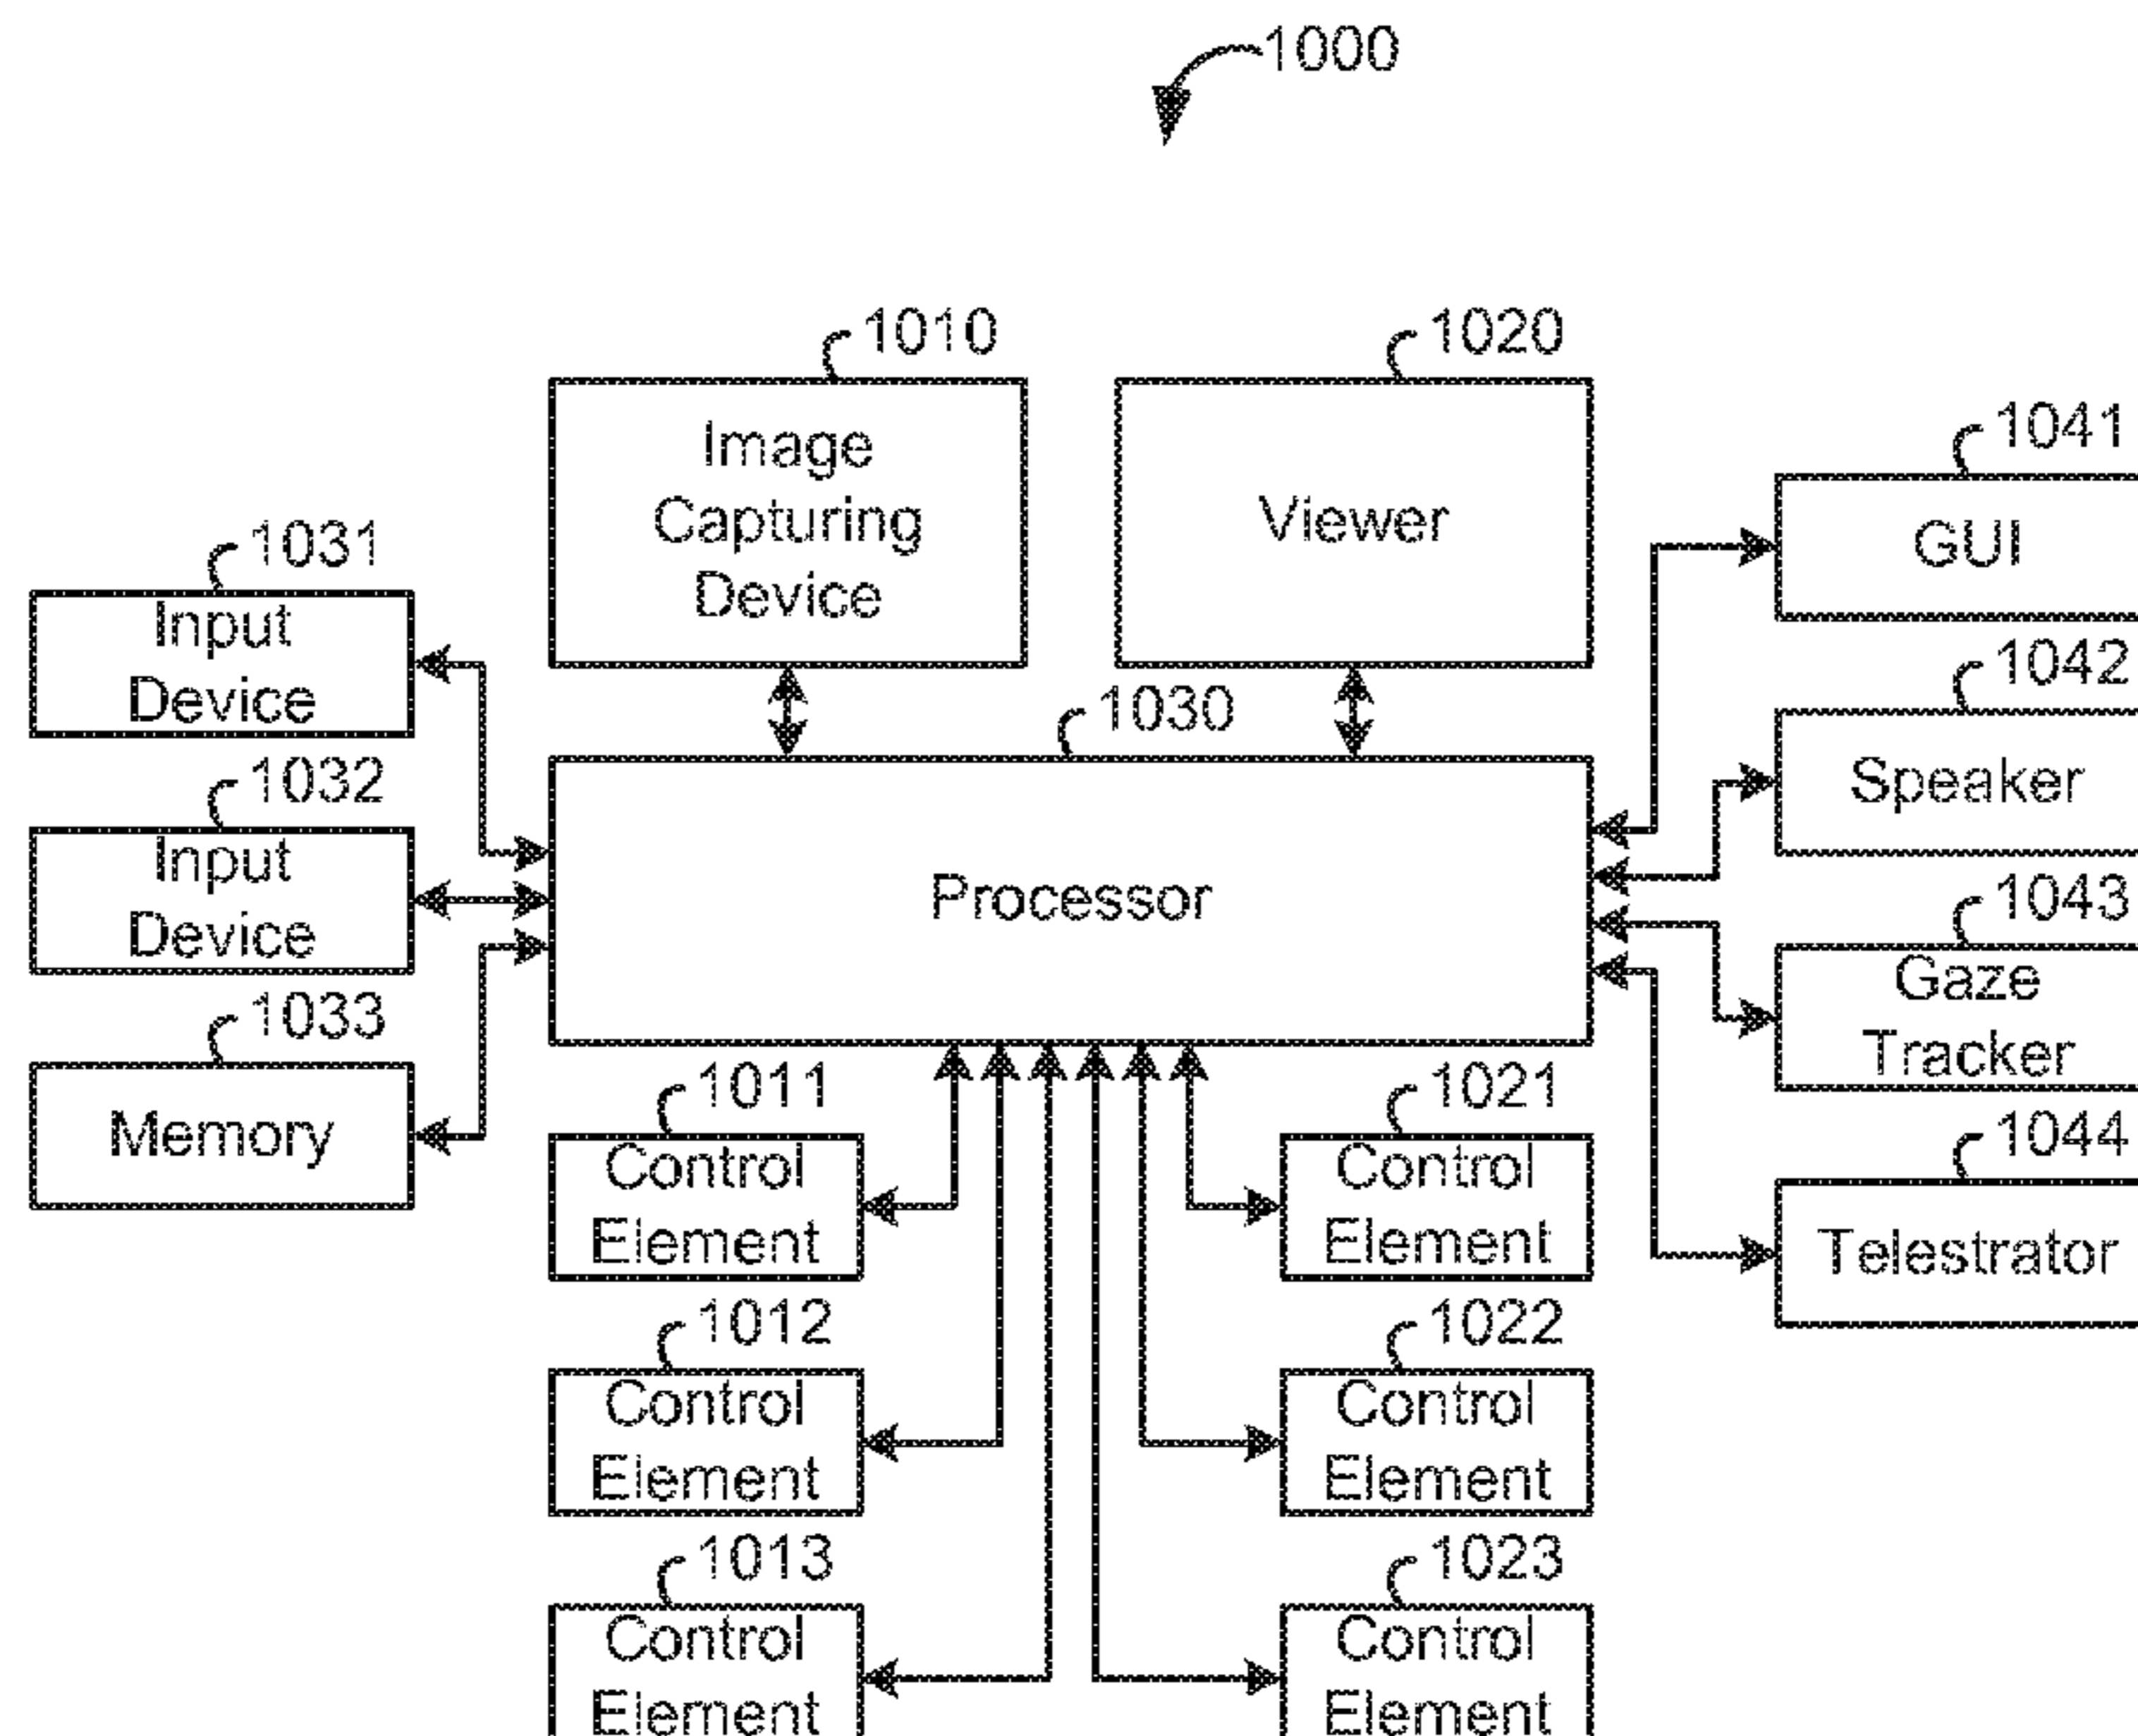 1000
1010
Image
Capturing
Device
1020
Viewer
1041
GUI
1031
Input
Device
1042
Speaker
1030
Processor
1032
Input
Device
1043
Gaze
Tracker
1033
Memory
1011
Control
Element
1021
Control
Element
1044
Telestrator
1012
Control
Element
1022
Control
Element
1013
Control
Element
1023
Control
Element